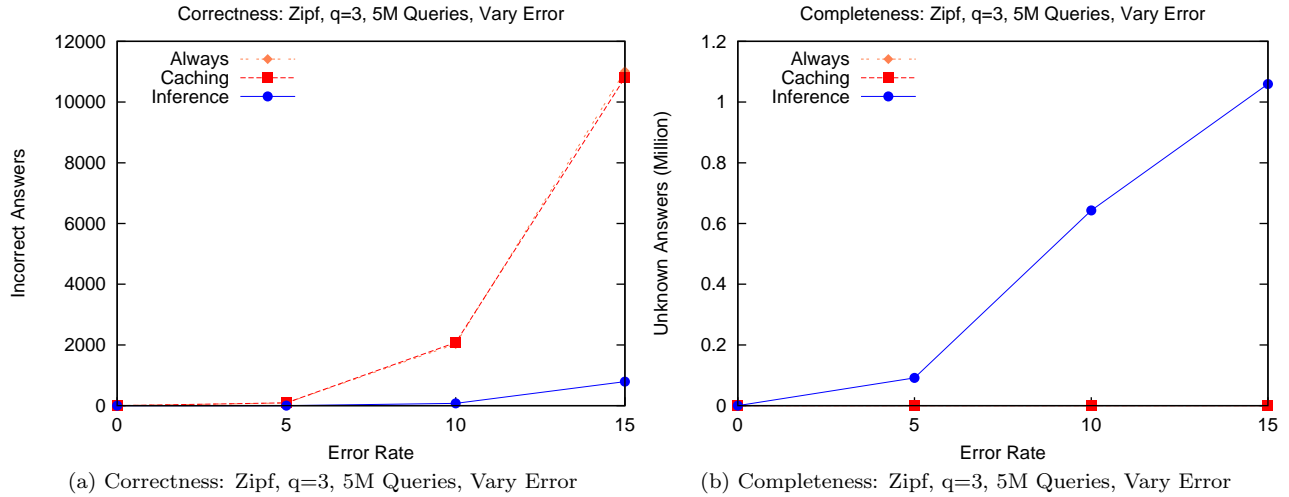 Correctness: Zipf, q=3, 5M Queries, Vary Error
12000
10000
8000
6000
4000
2000
0
Incorrect Answers
Always
Caching
Inference
0 5 10 15
Error Rate
(a) Correctness: Zipf, q=3, 5M Queries, Vary Error
Completeness: Zipf, q=3, 5M Queries, Vary Error
1.2
1
0.8
0.6
0.4
0.2
0
Unknown Answers (Million)
Always
Caching
Inference
0 5 10 15
Error Rate
(b) Completeness: Zipf, q=3, 5M Queries, Vary Error